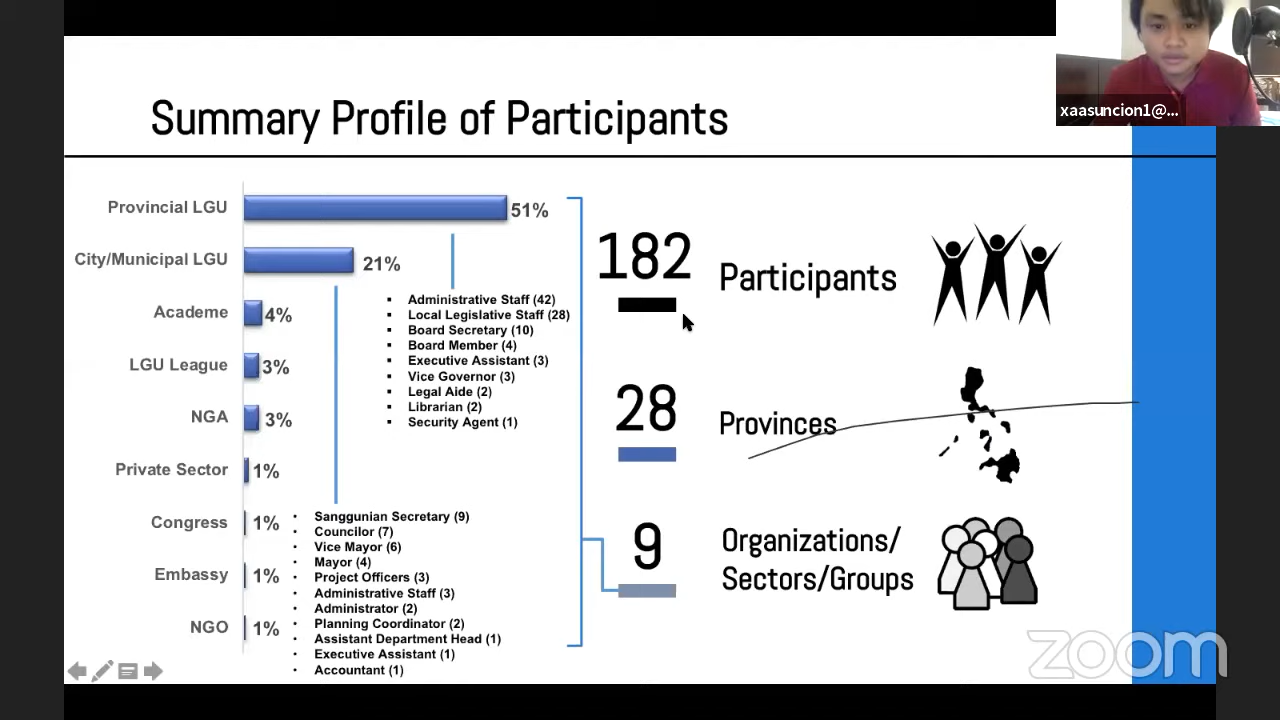 xaasuncion1@...
Summary Profile of Participants
Provincial LGU
51%
City/Municipal LGU
21%
Academe
4%
LGU League
3%
NGA
3%
Private Sector
1%
Congress
1%
Embassy
1%
NGO
1%
▪ Administrative Staff (42)
▪ Local Legislative Staff (28)
▪ Board Secretary (10)
▪ Board Member (4)
▪ Executive Assistant (3)
▪ Vice Governor (3)
▪ Legal Aide (2)
▪ Librarian (2)
▪ Security Agent (1)
▪ Sanggunian Secretary (9)
▪ Councilor (7)
▪ Vice Mayor (6)
▪ Mayor (4)
▪ Project Officers (3)
▪ Administrative Staff (3)
▪ Administrator (2)
▪ Planning Coordinator (2)
▪ Assistant Department Head (1)
▪ Executive Assistant (1)
▪ Accountant (1)
182
Participants
28
Provinces
9
Organizations/
Sectors/Groups
zoom